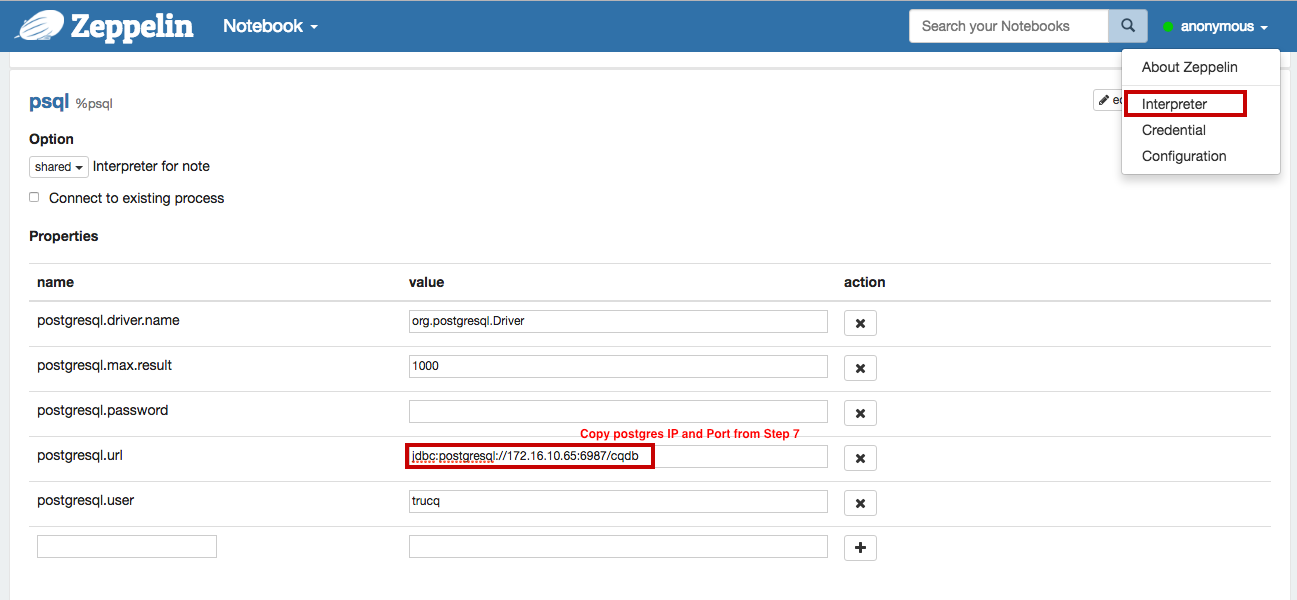 Zeppelin Notebook Search your Notebooks anonymous
About Zeppelin
psql %psql
Interpreter
Option
Credential
shared Interpreter for note
Configuration
Connect to existing process
Properties
name value action
postgresql.driver.name org.postgresql.Driver
postgresql.max.result 1000
postgresql.password
Copy postgres IP and Port from Step 7
postgresql.url jdbc:postgresql://172.16.10.65:6987/cqdb
postgresql.user trucq